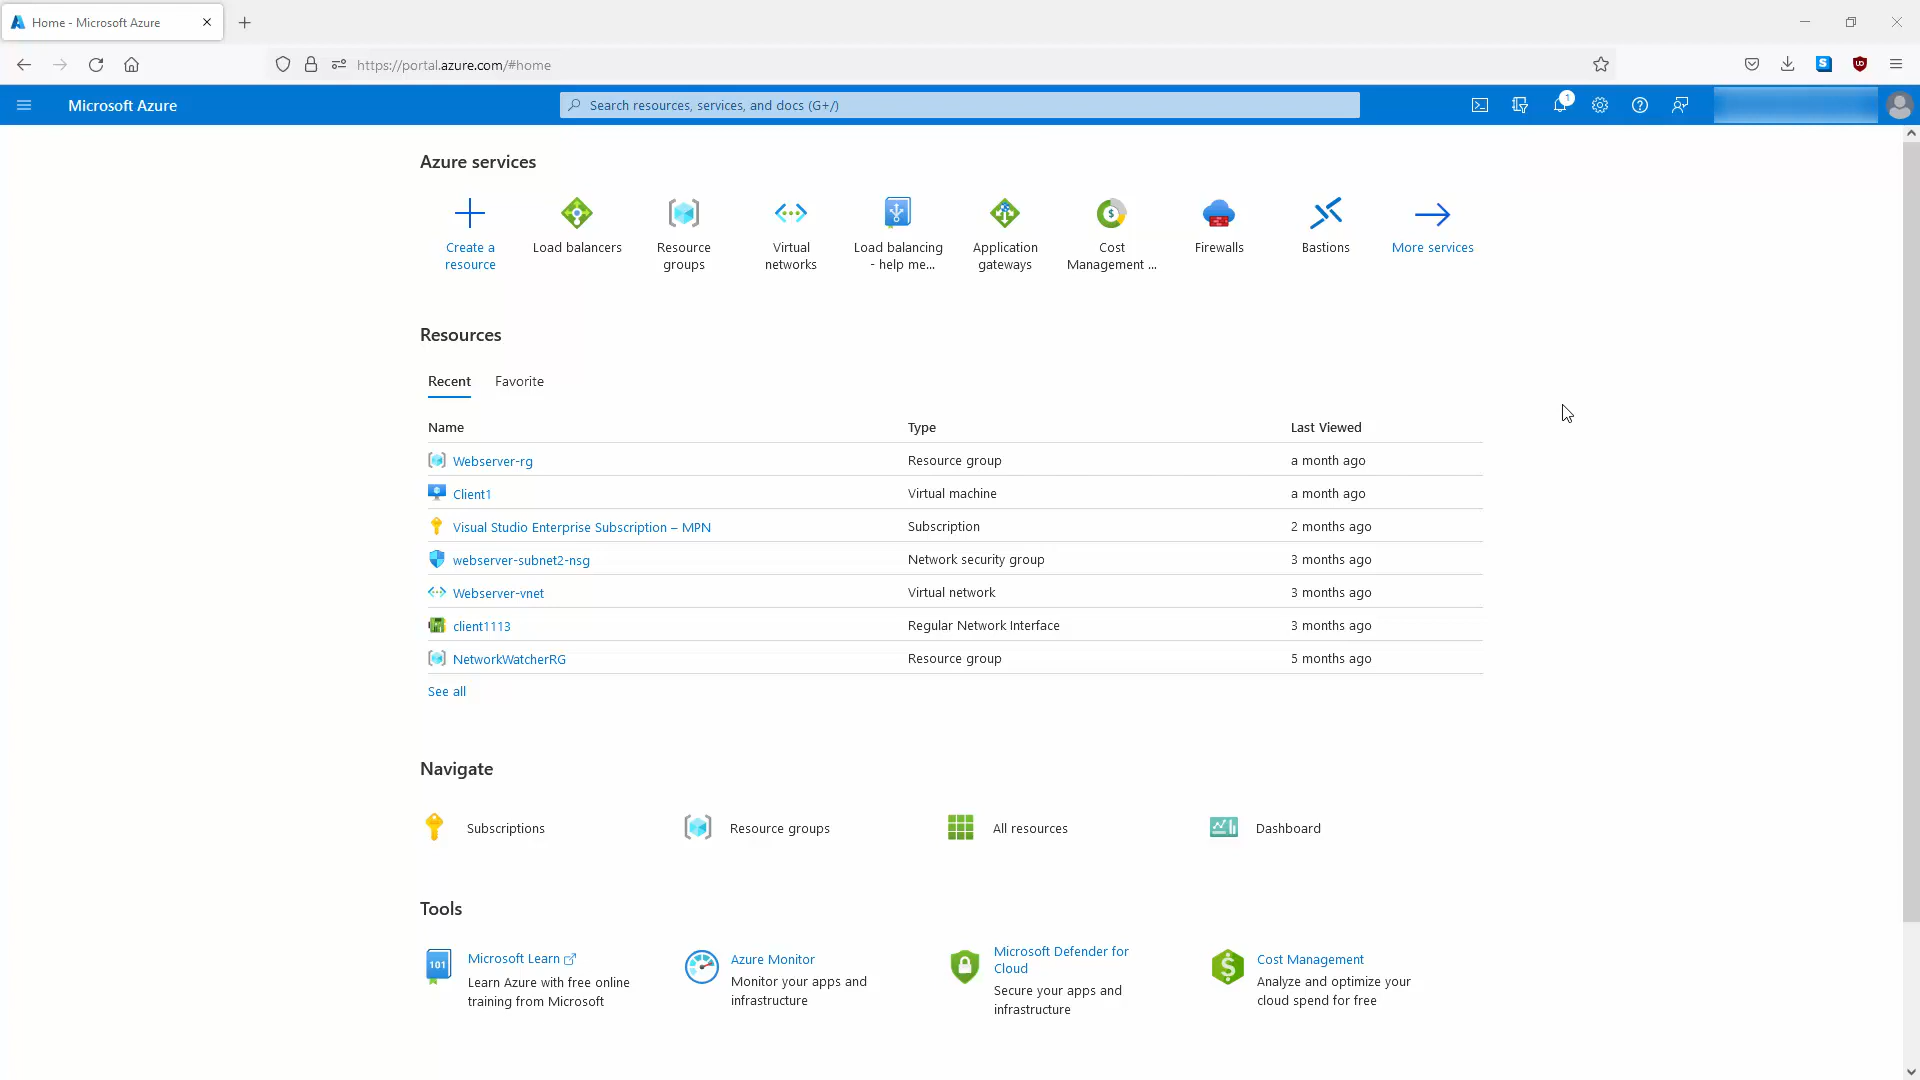 Home - Microsoft Azure
https://portal.azure.com/#home
Microsoft Azure
Search resources, services, and docs (G+/)
1
Azure services
Create a
resource
Load balancers
Resource
groups
Virtual
networks
Load balancing
- help me...
Application
gateways
Cost
Management ...
Firewalls
Bastions
More services
Resources
Recent
Favorite
Name Type Last Viewed
Webserver-rg Resource group a month ago
Client1 Virtual machine a month ago
Visual Studio Enterprise Subscription – MPN Subscription 2 months ago
webserver-subnet2-nsg Network security group 3 months ago
Webserver-vnet Virtual network 3 months ago
client1113 Regular Network Interface 3 months ago
NetworkWatcherRG Resource group 5 months ago
See all
Navigate
Subscriptions
Resource groups
All resources
Dashboard
Tools
101
Microsoft Learn
Learn Azure with free online
training from Microsoft
Azure Monitor
Monitor your apps and
infrastructure
Microsoft Defender for
Cloud
Secure your apps and
infrastructure
Cost Management
Analyze and optimize your
cloud spend for free